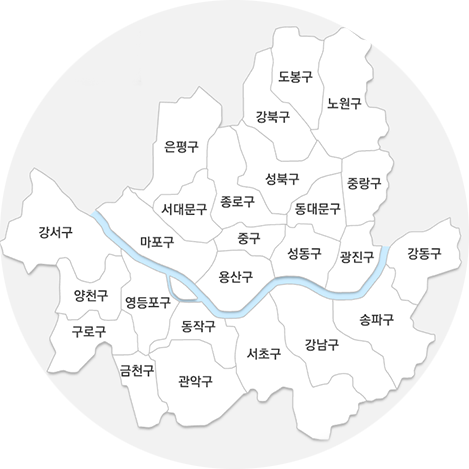 도봉구
노원구
강북구
은평구
성북구
중랑구
서대문구
종로구
동대문구
강서구
마포구
중구
성동구
광진구
강동구
용산구
양천구
영등포구
송파구
구로구
동작구
서초구
강남구
금천구
관악구